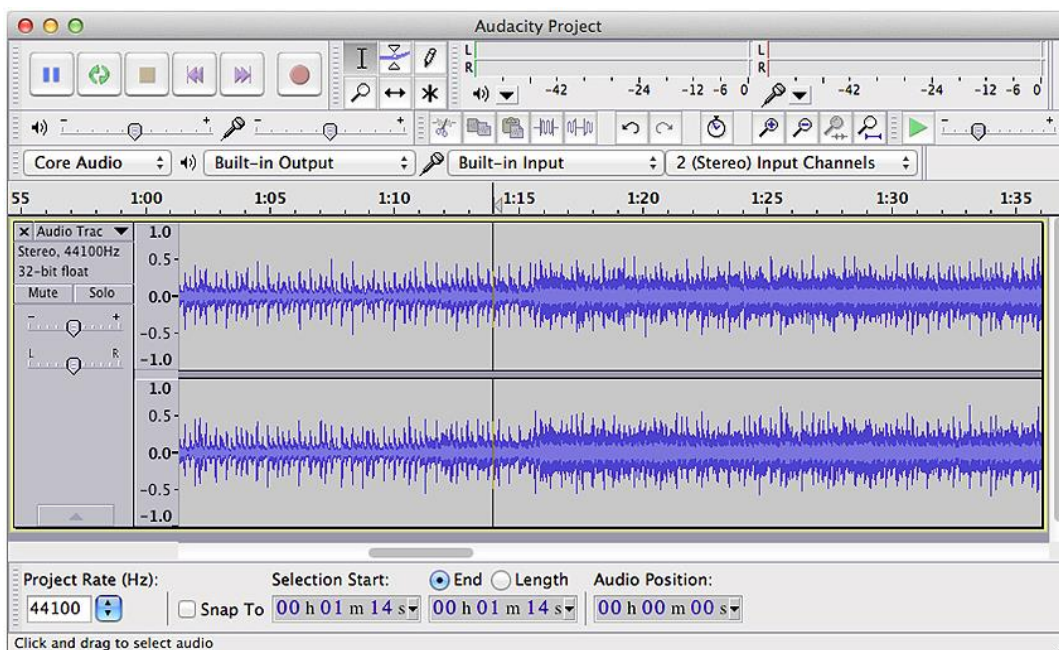 Audacity Project
L
R
-42 -24 -12 -6 0
L
R
-42 -24 -12 -6 0
- +
- +
- +
Core Audio
Built-in Output
Built-in Input
2 (Stereo) Input Channels
55 1:00 1:05 1:10 1:15 1:20 1:25 1:30 1:35
× Audio Trac
Stereo, 44100Hz
32-bit float
Mute Solo
- +
L R
1.0
0.5-
0.0-
-0.5-
-1.0
1.0
0.5-
0.0-
-0.5-
-1.0
Project Rate (Hz): Selection Start: End Length Audio Position:
44100 Snap To 00 h 01 m 14 s 00 h 01 m 14 s 00 h 00 m 00 s
Click and drag to select audio